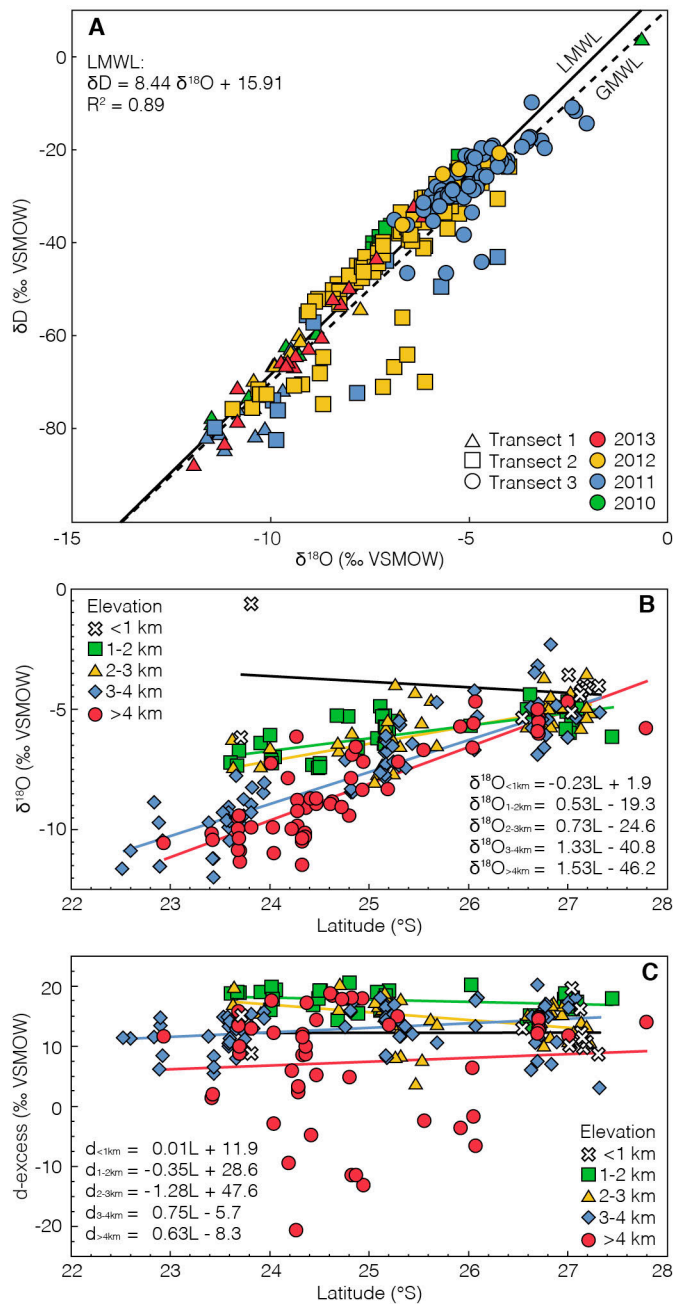 A
LMWL:
δD = 8.44 δ¹⁸O + 15.91
R² = 0.89
LMWL
GMWL
0
-20
-40
-60
-80
δD (‰ VSMOW)
Transect 1
Transect 2
Transect 3
2013
2012
2011
2010
-15
-10
-5
0
δ¹⁸O (‰ VSMOW)
B
Elevation
<1 km
1-2 km
2-3 km
3-4 km
>4 km
0
-5
-10
δ¹⁸O (‰ VSMOW)
δ¹⁸O<1km = -0.23L + 1.9
δ¹⁸O1-2km = 0.53L - 19.3
δ¹⁸O2-3km = 0.73L - 24.6
δ¹⁸O3-4km = 1.33L - 40.8
δ¹⁸O>4km = 1.53L - 46.2
22 23 24 25 26 27 28
Latitude (°S)
C
20
10
0
-10
20
d-excess (‰ VSMOW)
d<1km = 0.01L + 11.9
d1-2km = -0.35L + 28.6
d2-3km = -1.28L + 47.6
d3-4km = 0.75L - 5.7
d>4km = 0.63L - 8.3
Elevation
<1 km
1-2 km
2-3 km
3-4 km
>4 km
22 23 24 25 26 27 28
Latitude (°S)